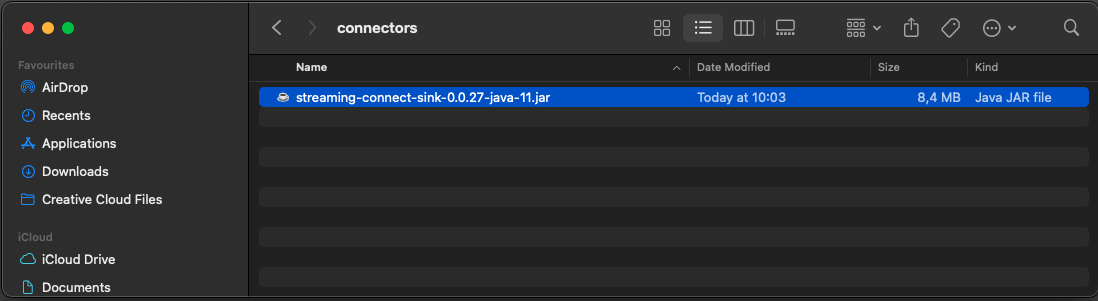 connectors
Favourites
AirDrop
Recents
Applications
Downloads
Creative Cloud Files
iCloud
iCloud Drive
Documents
Name Date Modified Size Kind
streaming-connect-sink-0.0.27-java-11.jar Today at 10:03 8,4 MB Java JAR file